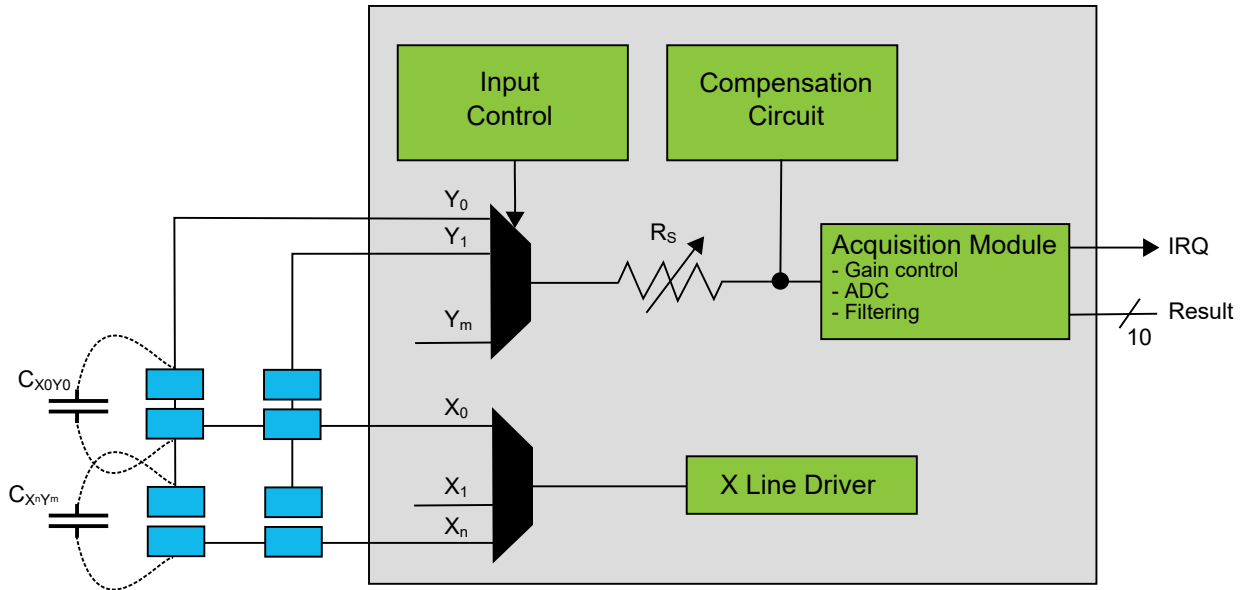 Input
Control
Compensation
Circuit
Y0
Y1
Ym
RS
Acquisition Module
- Gain control
- ADC
- Filtering
IRQ
Result
10
CX0Y0
CXnYm
X0
X1
Xn
X Line Driver